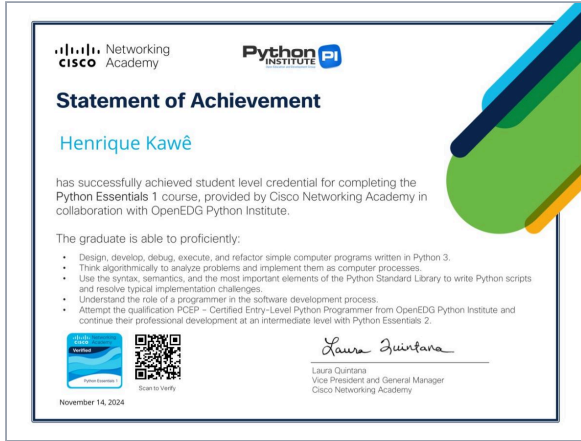 CISCO Networking Academy
Python INSTITUTE PI
Statement of Achievement
Henrique Kawê
has successfully achieved student level credential for completing the
Python Essentials 1 course, provided by Cisco Networking Academy in
collaboration with OpenEDG Python Institute.
The graduate is able to proficiently:
• Design, develop, debug, execute, and refactor simple computer programs written in Python 3.
• Think algorithmically to analyze problems and implement them as computer processes.
• Use the syntax, semantics, and the most important elements of the Python Standard Library to write Python scripts
and resolve typical implementation challenges.
• Understand the role of a programmer in the software development process.
• Attempt the qualification PCEP – Certified Entry-Level Python Programmer from OpenEDG Python Institute and
continue their professional development at an intermediate level with Python Essentials 2.
CISCO
Verified
Python Essentials 1
Scan to Verify
Laura Quintana
Laura Quintana
Vice President and General Manager
Cisco Networking Academy
November 14, 2024